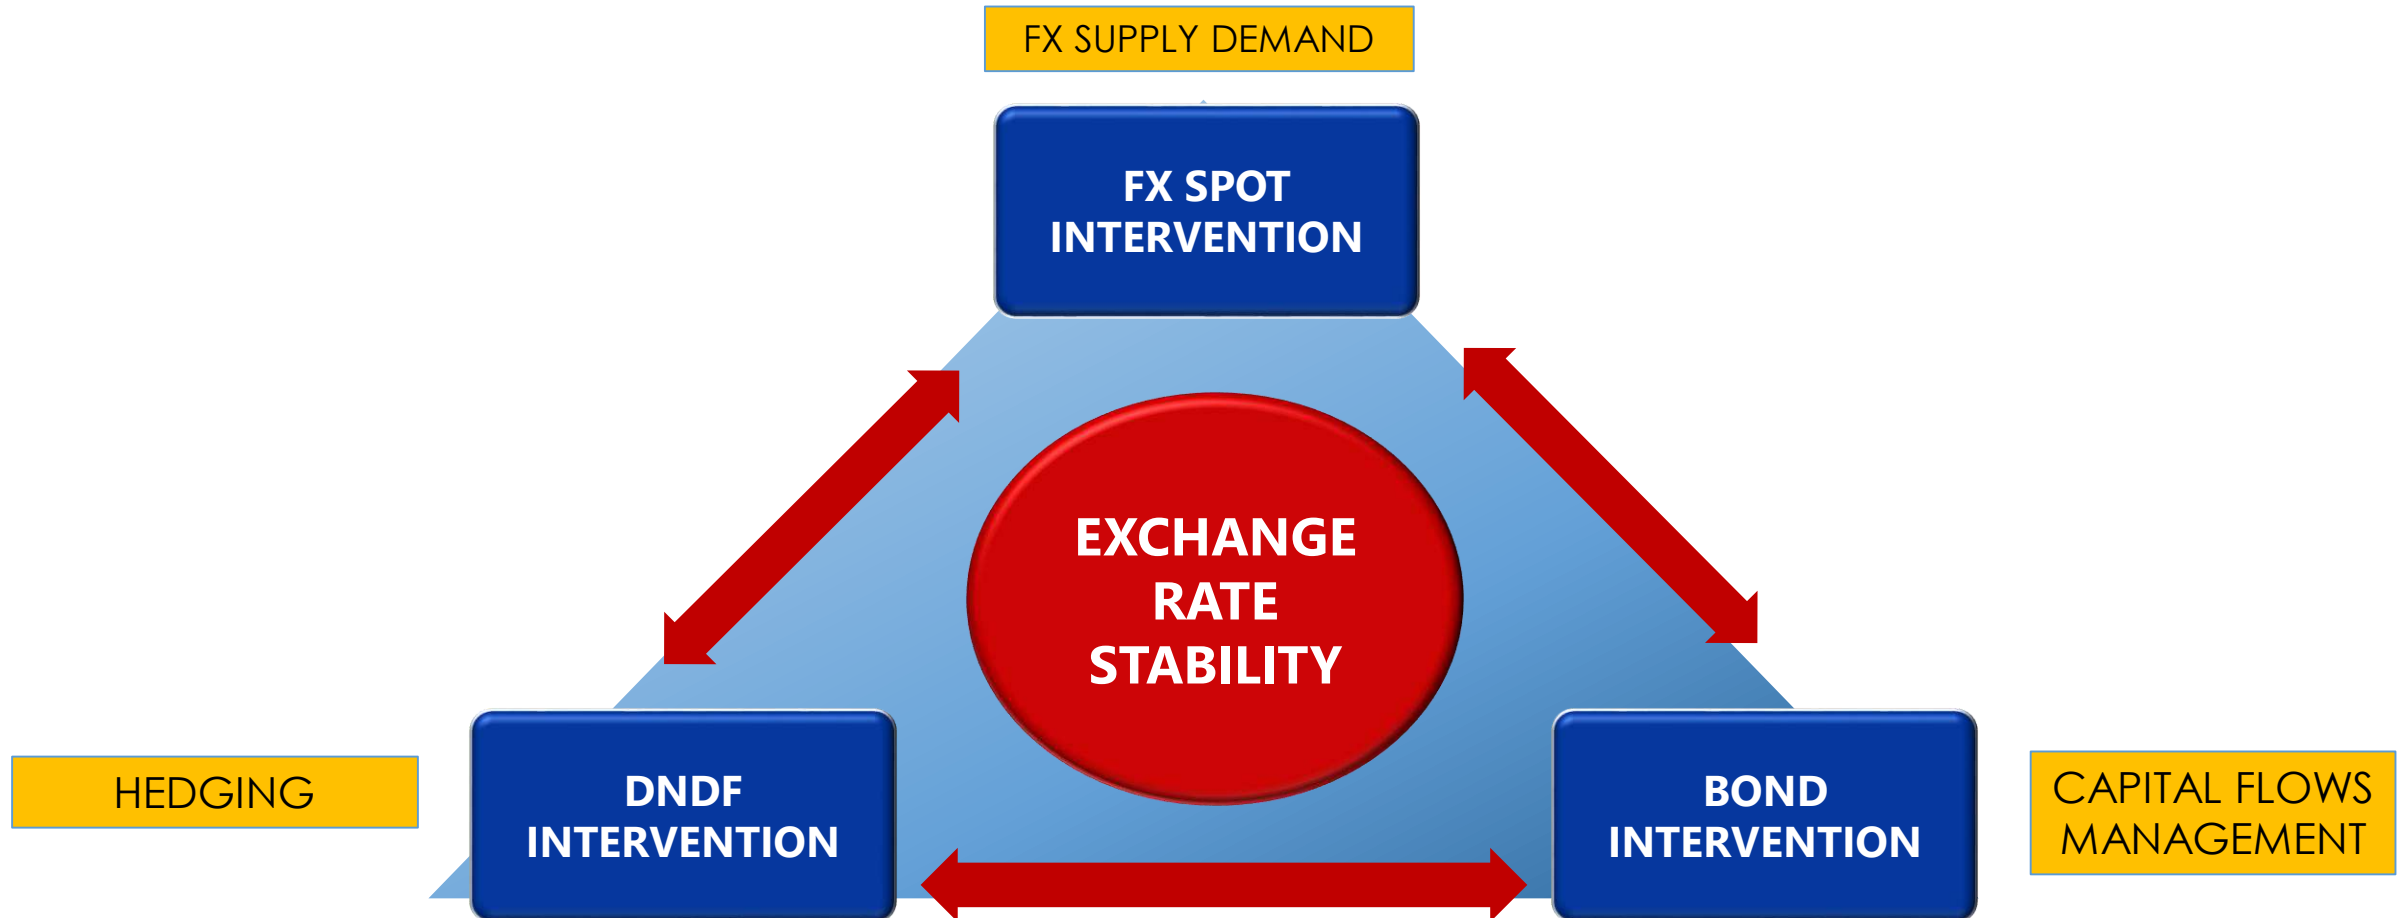 FX SUPPLY DEMAND
FX SPOT
INTERVENTION
EXCHANGE
RATE
STABILITY
HEDGING
DNDF
INTERVENTION
BOND
INTERVENTION
CAPITAL FLOWS
MANAGEMENT